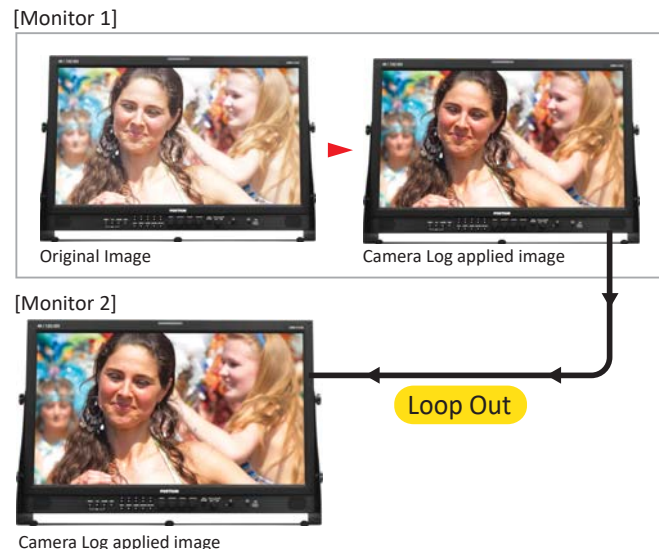 [Monitor 1]
Original Image
Camera Log applied image
[Monitor 2]
Loop Out
Camera Log applied image